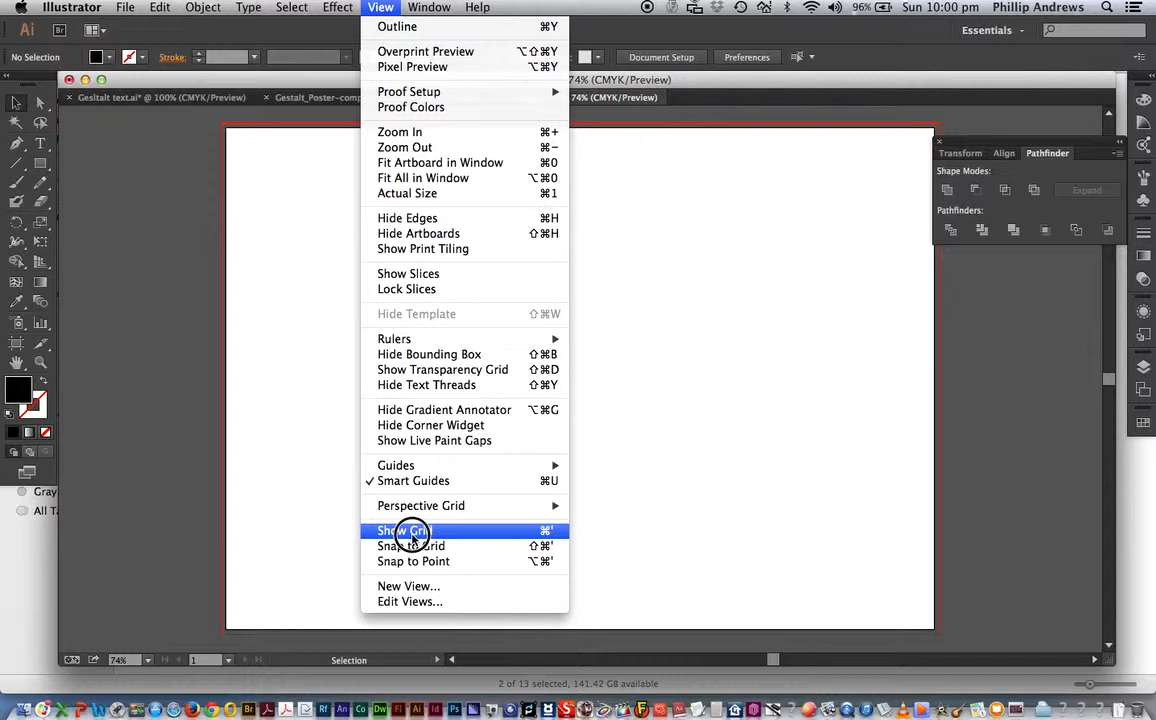 Illustrator File Edit Object Type Select Effect View Window Help 96% Sun 10:00 pm Phillip Andrews
Ai Br Essentials
No Selection Stroke: Document Setup Preferences
74% (CMYK/Preview)
GesItalt text.ai* @ 100% (CMYK/Preview) Gestalt_Poster-comp 74% (CMYK/Preview)
Outline ⌘Y
Overprint Preview ⌥⇧⌘Y
Pixel Preview ⌥⌘Y
Proof Setup
Proof Colors
Zoom In ⌘+
Zoom Out ⌘−
Fit Artboard in Window ⌘0
Fit All in Window ⌥⌘0
Actual Size ⌘1
Hide Edges ⌘H
Hide Artboards ⇧⌘H
Show Print Tiling
Show Slices
Lock Slices
Hide Template ⇧⌘W
Rulers
Hide Bounding Box ⇧⌘B
Show Transparency Grid ⇧⌘D
Hide Text Threads ⇧⌘Y
Hide Gradient Annotator ⌥⌘G
Hide Corner Widget
Show Live Paint Gaps
Guides
✓ Smart Guides ⌘U
Perspective Grid
Show Grid ⌘'
Snap to Grid ⇧⌘'
Snap to Point ⌥⌘'
New View...
Edit Views...
Transform Align Pathfinder
Shape Modes:
Expand
Pathfinders:
Gray
All Ta
74% 1 Selection
2 of 13 selected, 141.42 GB available